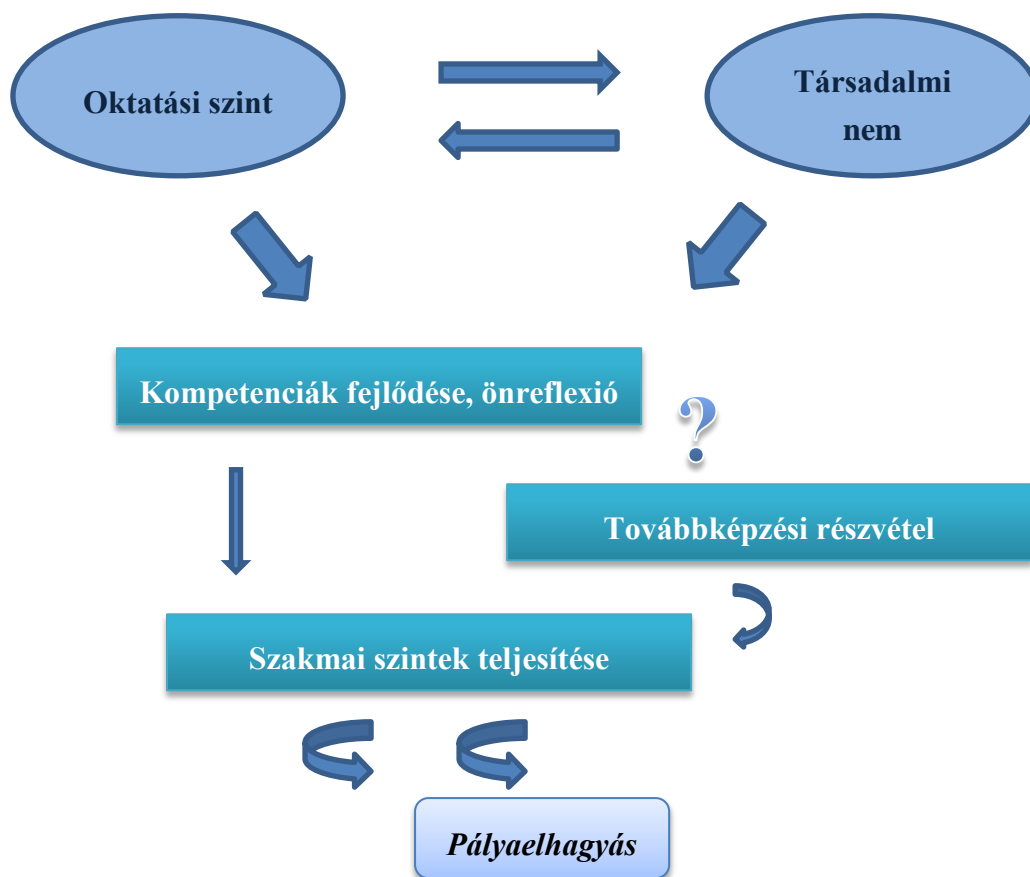 Oktatási szint
Társadalmi
nem
Kompetenciák fejlődése, önreflexió
?
Továbbképzési részvétel
Szakmai szintek teljesítése
Pályaelhagyás